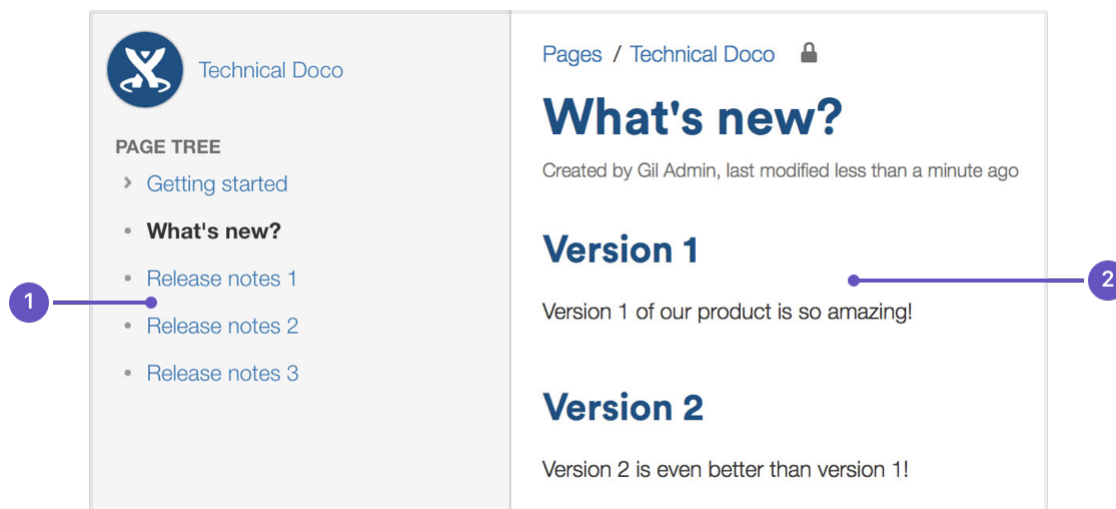 Technical Doco
PAGE TREE
Getting started
What's new?
Release notes 1
Release notes 2
Release notes 3
1
Pages / Technical Doco
What's new?
Created by Gil Admin, last modified less than a minute ago
Version 1
Version 1 of our product is so amazing!
Version 2
Version 2 is even better than version 1!
2